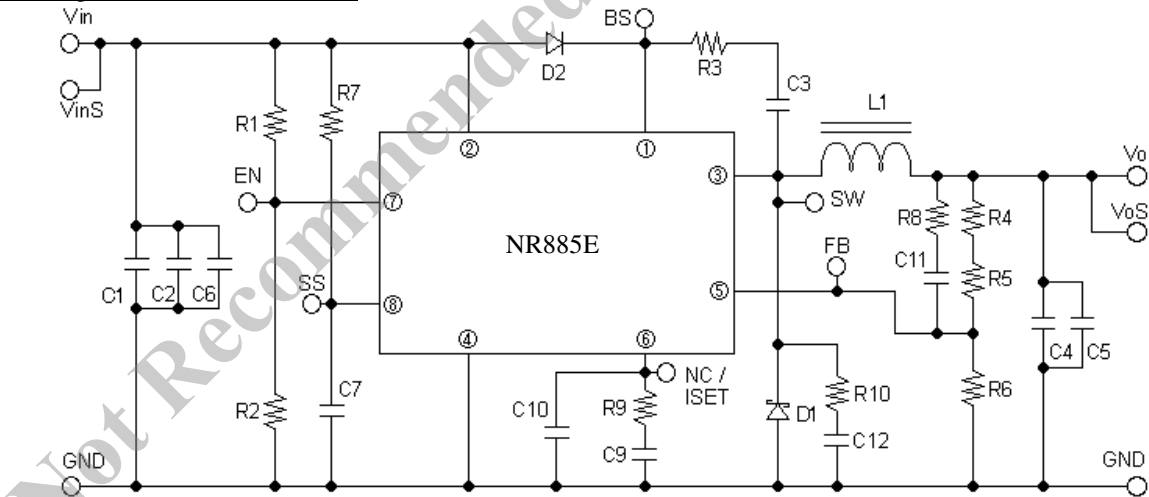 Vin
BS
D2
R3
C3
VinS
R7
L1
R1
②
①
③
Vo
EN
⑦
SW
R8
R4
VoS
NR885E
FB
C11
C1
C2
C6
SS
⑧
⑤
R5
④
⑥
C4
C5
NC /
ISET
C7
C10
R9
R10
R6
R2
D1
C9
C12
GND
GND
Not Recommended